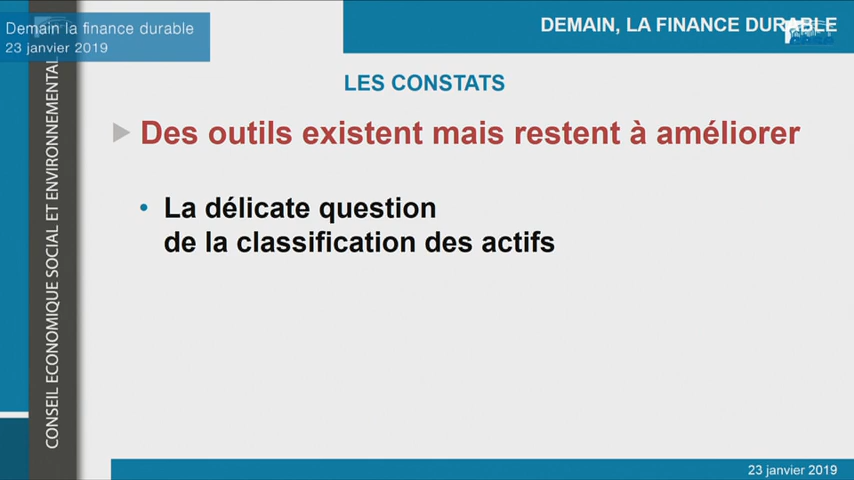 Demain la finance durable
23 janvier 2019
DEMAIN, LA FINANCE DURABLE
LES CONSTATS
Des outils existent mais restent à améliorer
• La délicate question
de la classification des actifs
CONSEIL ECONOMIQUE SOCIAL ET ENVIRONNEMENTAL
23 janvier 2019